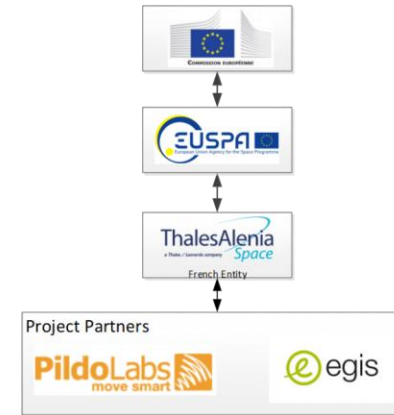 COMMISSION EUROPÉENNE
EUSPA
European Union Agency for the Space Programme
ThalesAlenia
a Thales / Leonardo company
Space
French Entity
Project Partners
PildoLabs
move smart
e egis